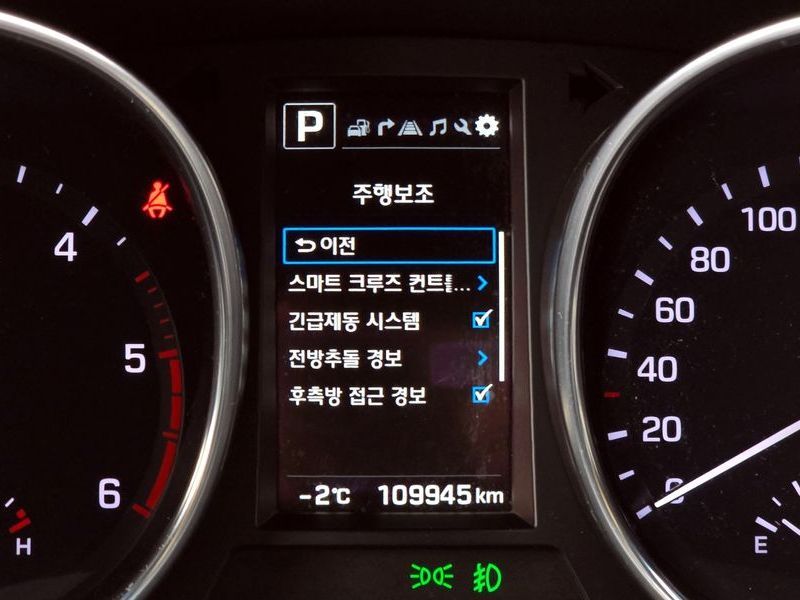 P
주행보조
이전
스마트 크루즈 컨트롤...
긴급제동 시스템
전방추돌 경보
후측방 접근 경보
-2℃ 109945 km
4
5
6
H
100
80
60
40
20
0
E